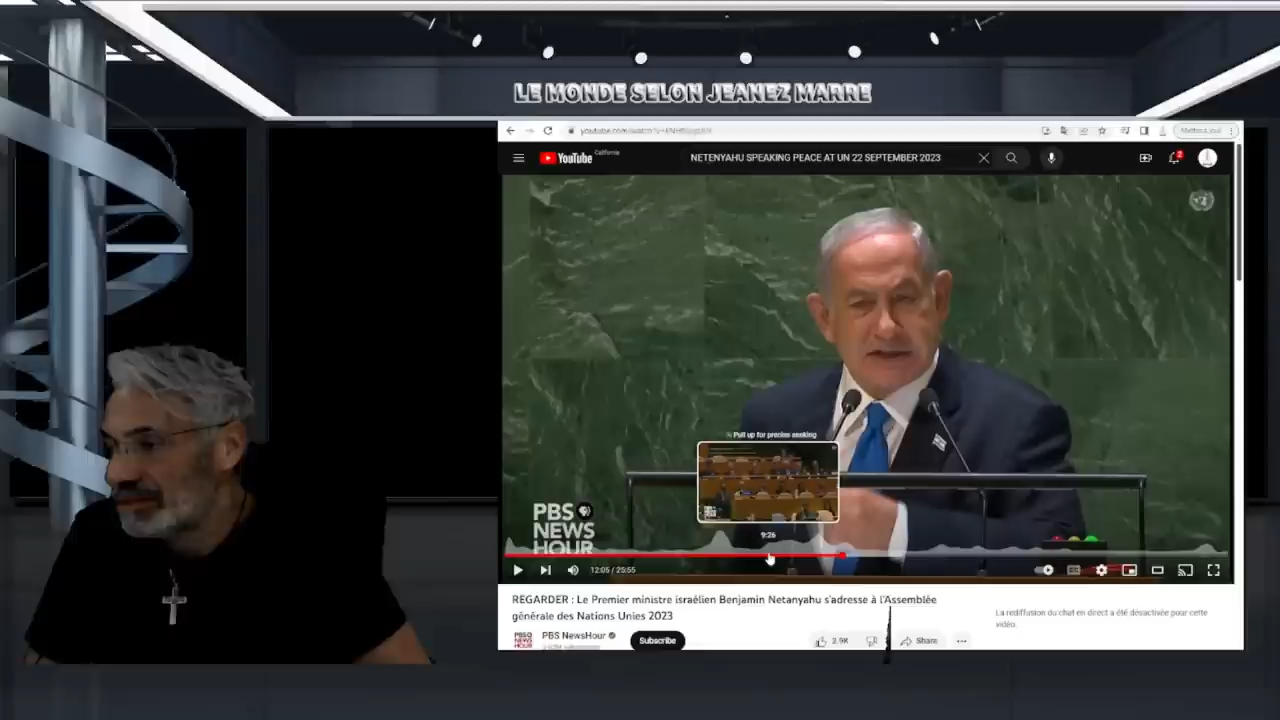 LE MONDE SELON JEANEZ MARRE
YouTube
California
NETENYAHU SPEAKING PEACE AT UN 22 SEPTEMBER 2023
2
Pull up for precise seeking
PBS
NEWS
HOUR
9:26
12:05 / 25:55
REGARDER : Le Premier ministre israélien Benjamin Netanyahu s'adresse à l'Assemblée
générale des Nations Unies 2023
La rediffusion du chat en direct a été désactivée pour cette
vidéo.
PBS NewsHour
Subscribe
2.9K
Share